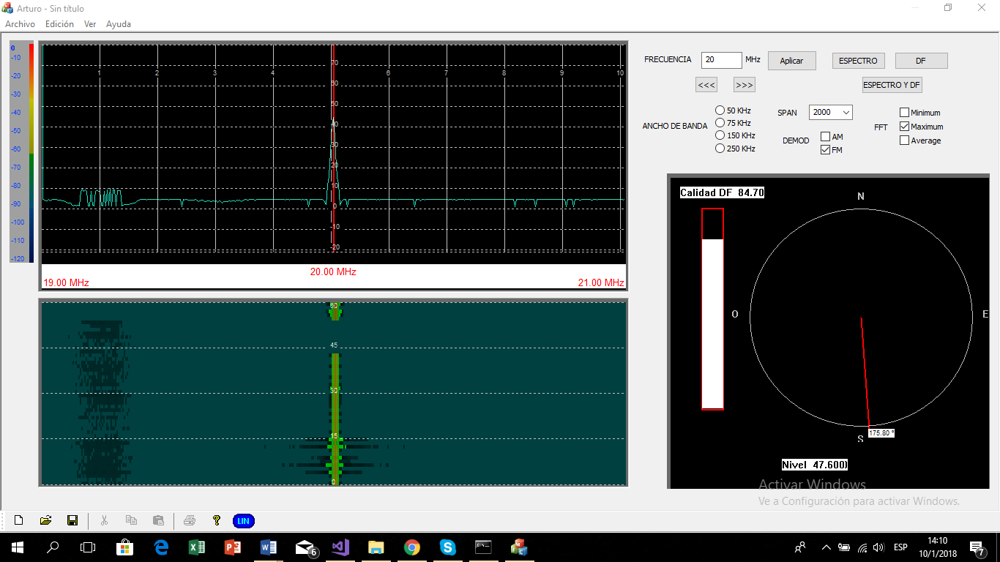 Arturo - Sin título
Archivo Edición Ver Ayuda
0
-10
-20
-30
-40
-50
-60
-70
-80
-90
-100
-110
-120
1 2 3 4 6 7 8 9 10
70
60
50
40
30
20
10
0
-10
-20
20.00 MHz
19.00 MHz 21.00 MHz
60
45
30
15
0
FRECUENCIA 20 MHz Aplicar ESPECTRO DF
<<< >>> ESPECTRO Y DF
ANCHO DE BANDA
50 KHz
75 KHz
150 KHz
250 KHz
SPAN 2000
DEMOD AM
FM
FFT
Minimum
Maximum
Average
Calidad DF 84.70
N
O E
S
175.80 º
Nivel 47.600)
Activar Windows
Ve a Configuración para activar Windows.
LIN
6
ESP
14:10
10/1/2018
7